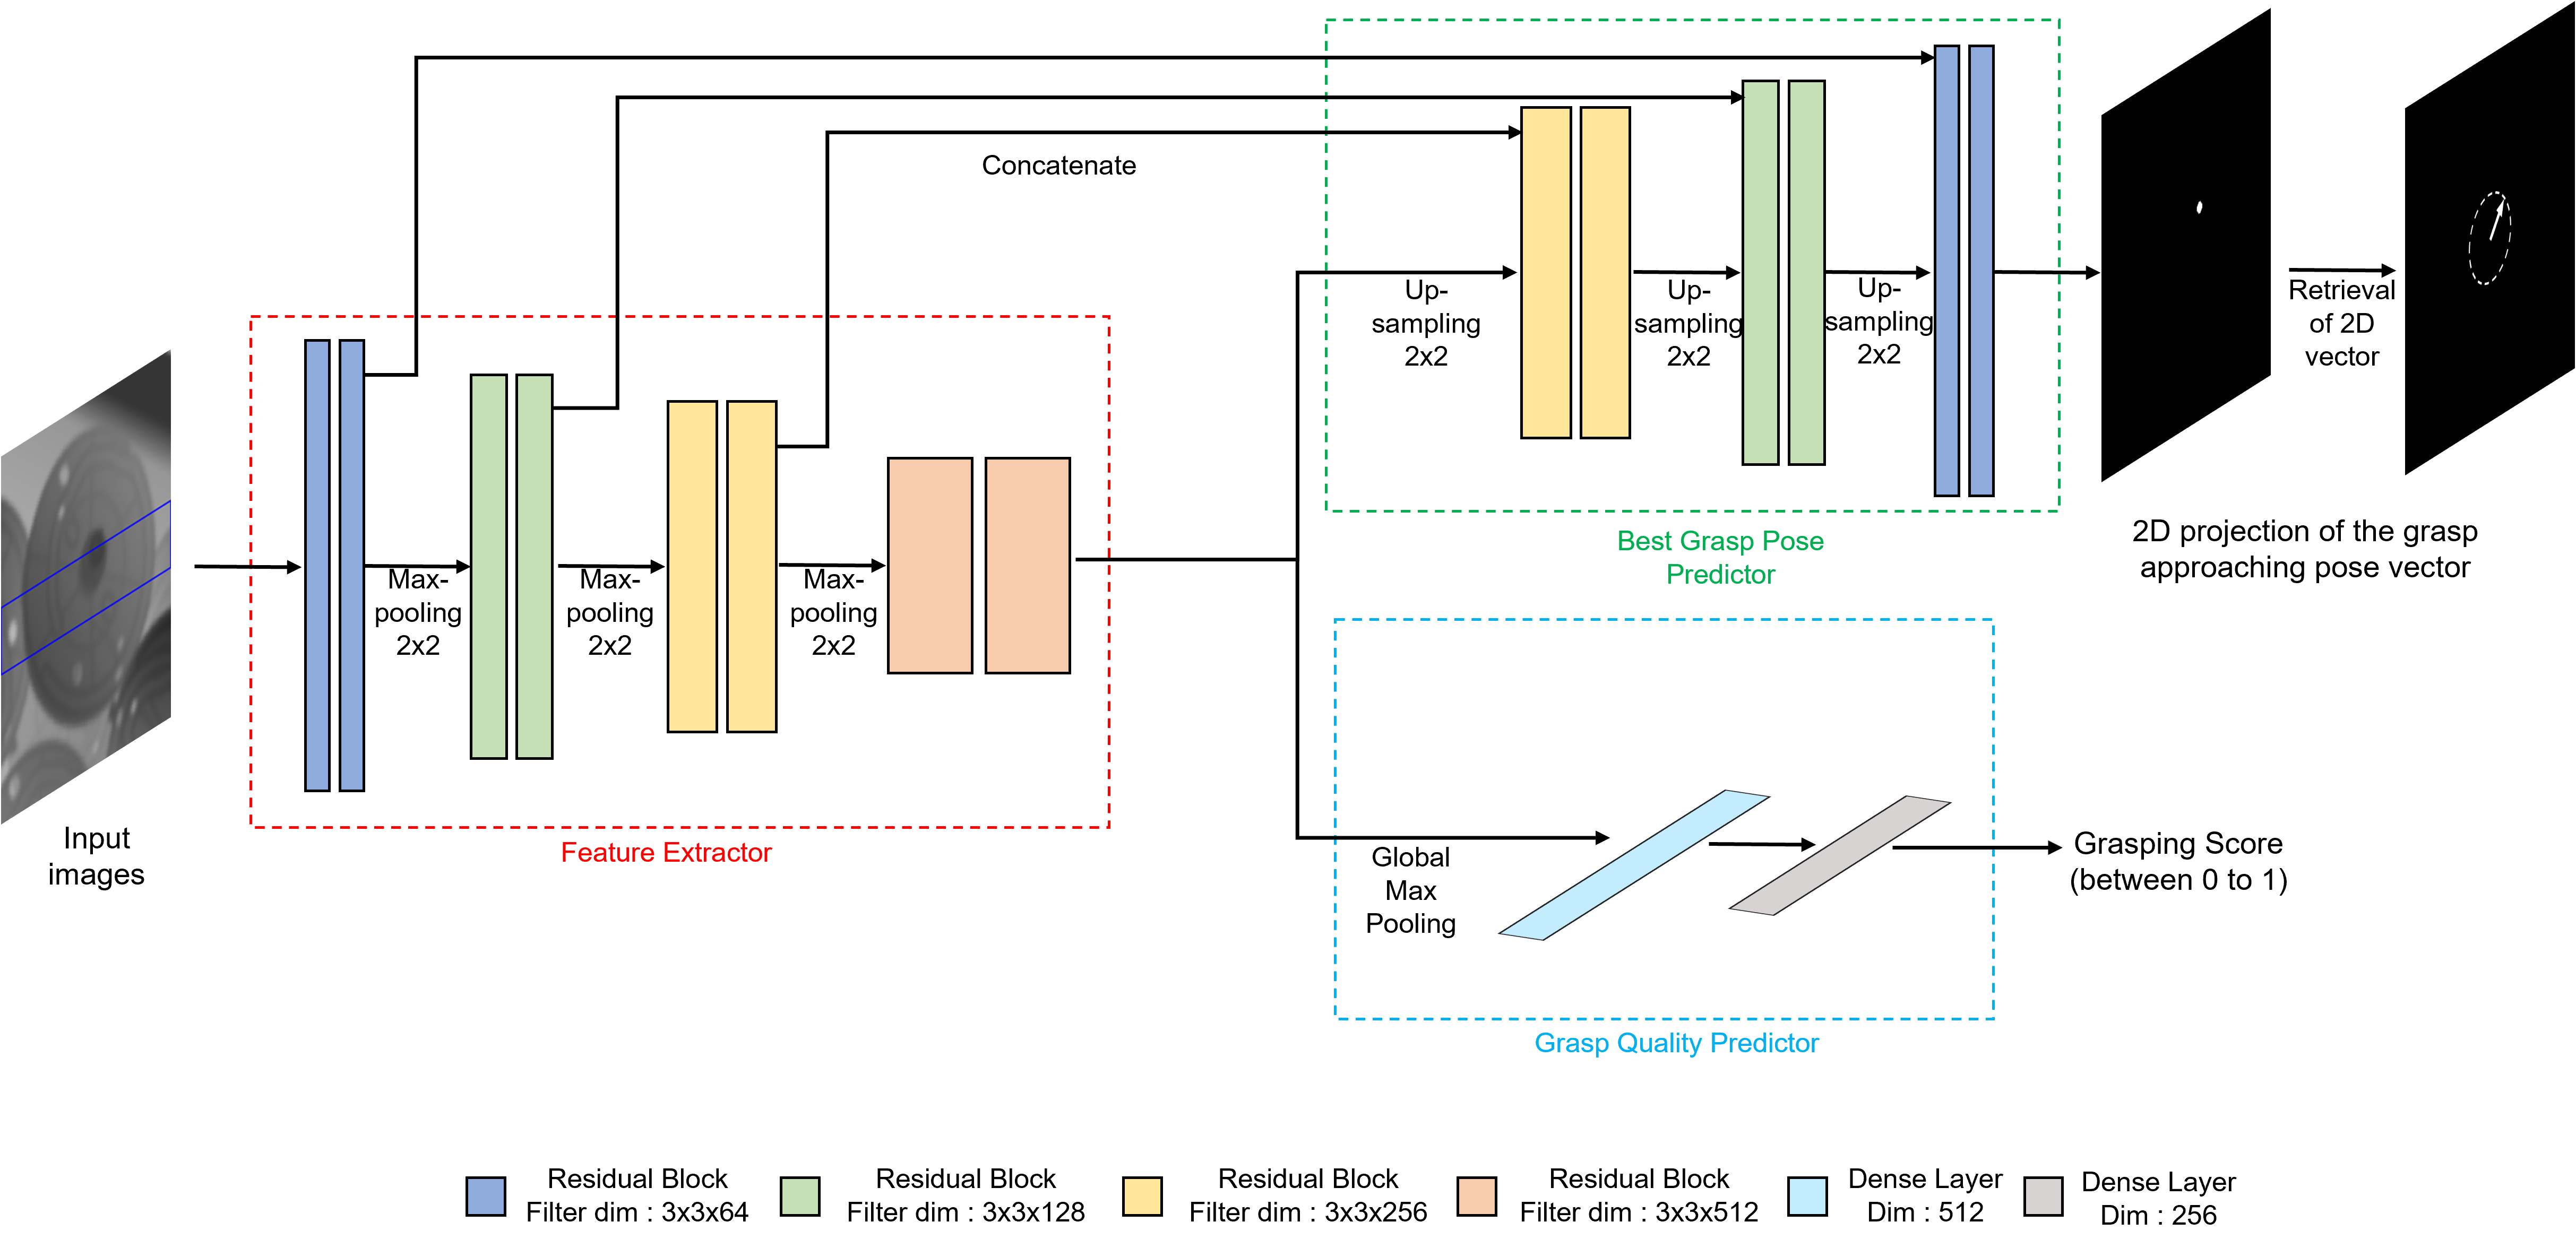 Concatenate
Up-
sampling
2x2
Up-
sampling
2x2
Up-
sampling
2x2
Retrieval
of 2D
vector
Best Grasp Pose
Predictor
2D projection of the grasp
approaching pose vector
Max-
pooling
2x2
Max-
pooling
2x2
Max-
pooling
2x2
Input
images
Feature Extractor
Global
Max
Pooling
Grasping Score
(between 0 to 1)
Grasp Quality Predictor
Residual Block
Filter dim : 3x3x64
Residual Block
Filter dim : 3x3x128
Residual Block
Filter dim : 3x3x256
Residual Block
Filter dim : 3x3x512
Dense Layer
Dim : 512
Dense Layer
Dim : 256